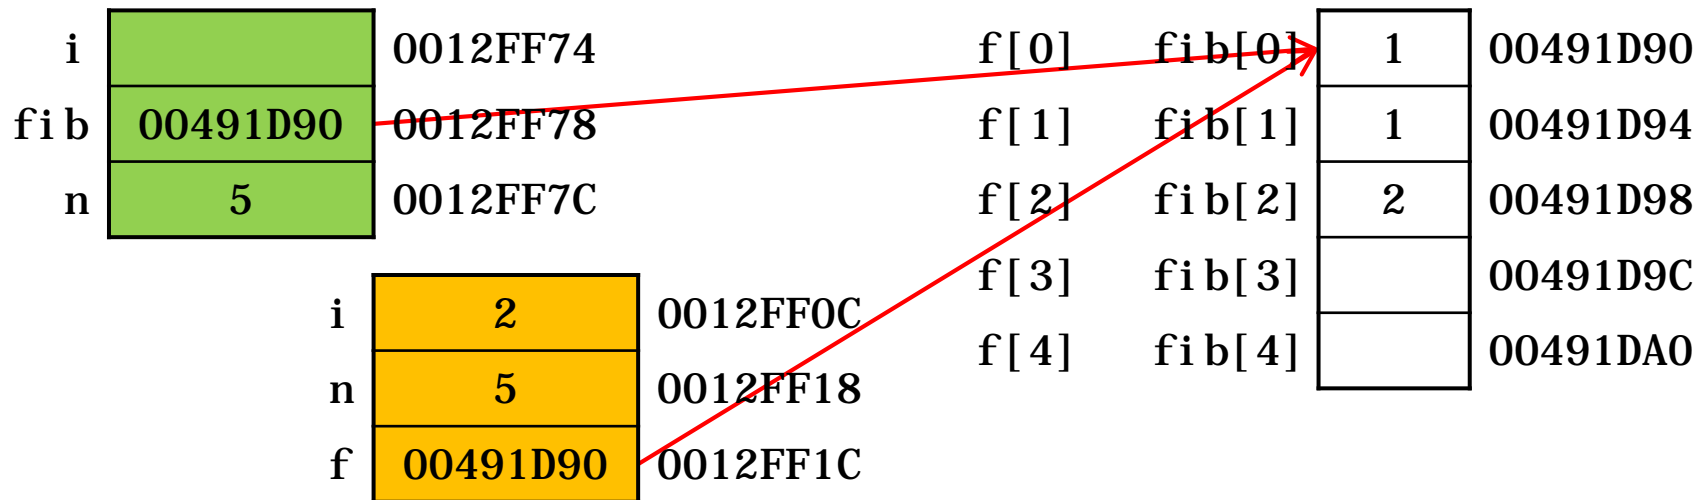 i 0012FF74 f[0] fib[0] 1 00491D90
fib 00491D90 0012FF78 f[1] fib[1] 1 00491D94
n 5 0012FF7C f[2] fib[2] 2 00491D98
f[3] fib[3] 00491D9C
i 2 0012FF0C
f[4] fib[4] 00491DA0
n 5 0012FF18
f 00491D90 0012FF1C